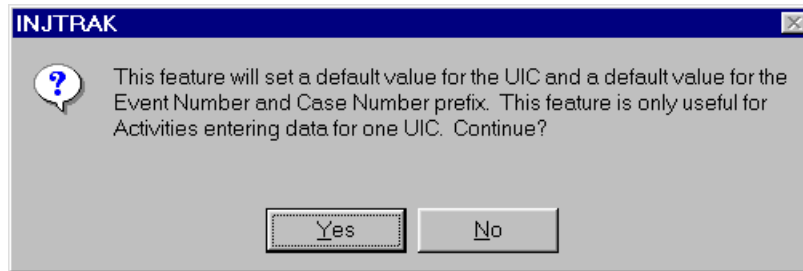 INJTRAK
This feature will set a default value for the UIC and a default value for the
Event Number and Case Number prefix.  This feature is only useful for
Activities entering data for one UIC.  Continue?
Yes
No